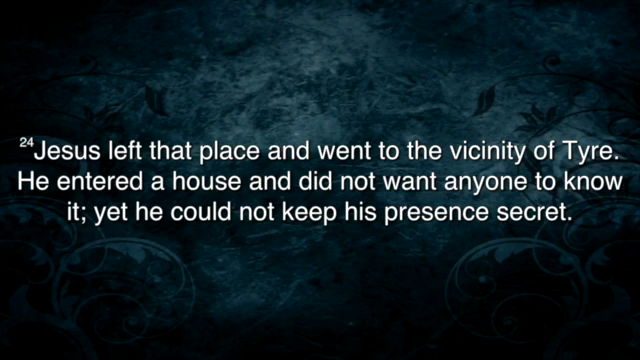 24Jesus left that place and went to the vicinity of Tyre.
He entered a house and did not want anyone to know
it; yet he could not keep his presence secret.